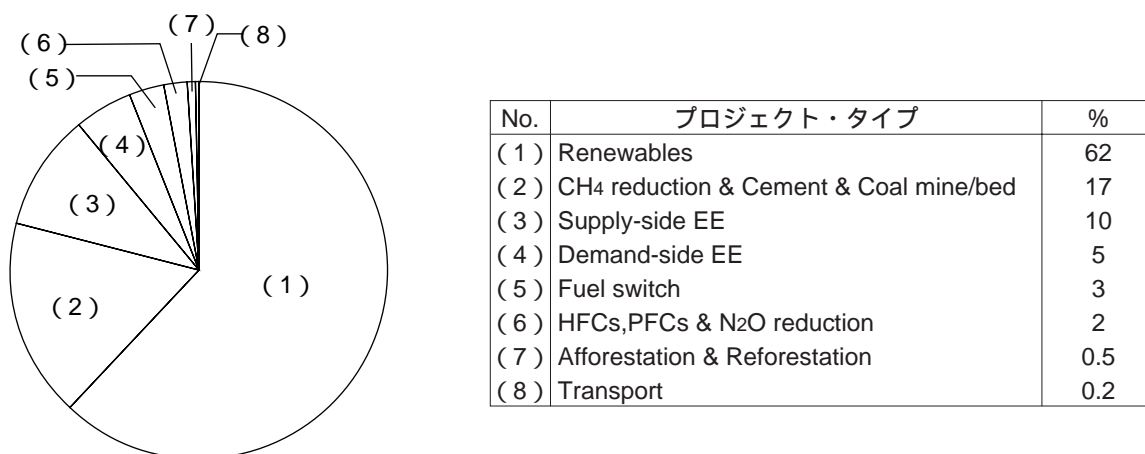 （7）
（8）
（6）
（5）
（4）
（3）
（2）
（1）
No. プロジェクト・タイプ %
（1） Renewables 62
（2） CH4 reduction & Cement & Coal mine/bed 17
（3） Supply-side EE 10
（4） Demand-side EE 5
（5） Fuel switch 3
（6） HFCs,PFCs & N2O reduction 2
（7） Afforestation & Reforestation 0.5
（8） Transport 0.2